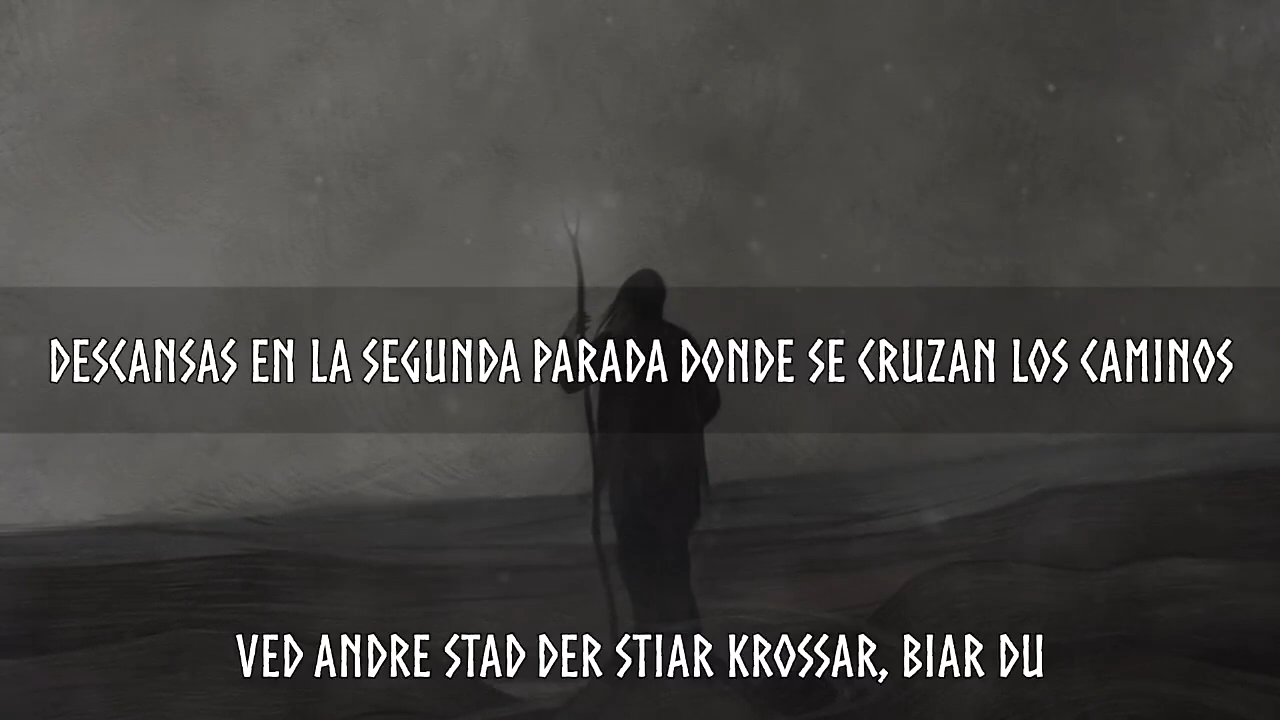 DESCANSAS EN LA SEGUNDA PARADA DONDE SE CRUZAN LOS CAMINOS
VED ANDRE STAD DER STIAR KROSSAR, BIAR DU